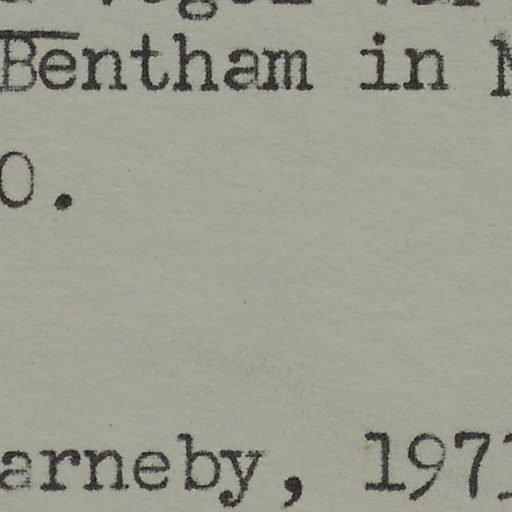 Bentham in
0.
arneby, 197